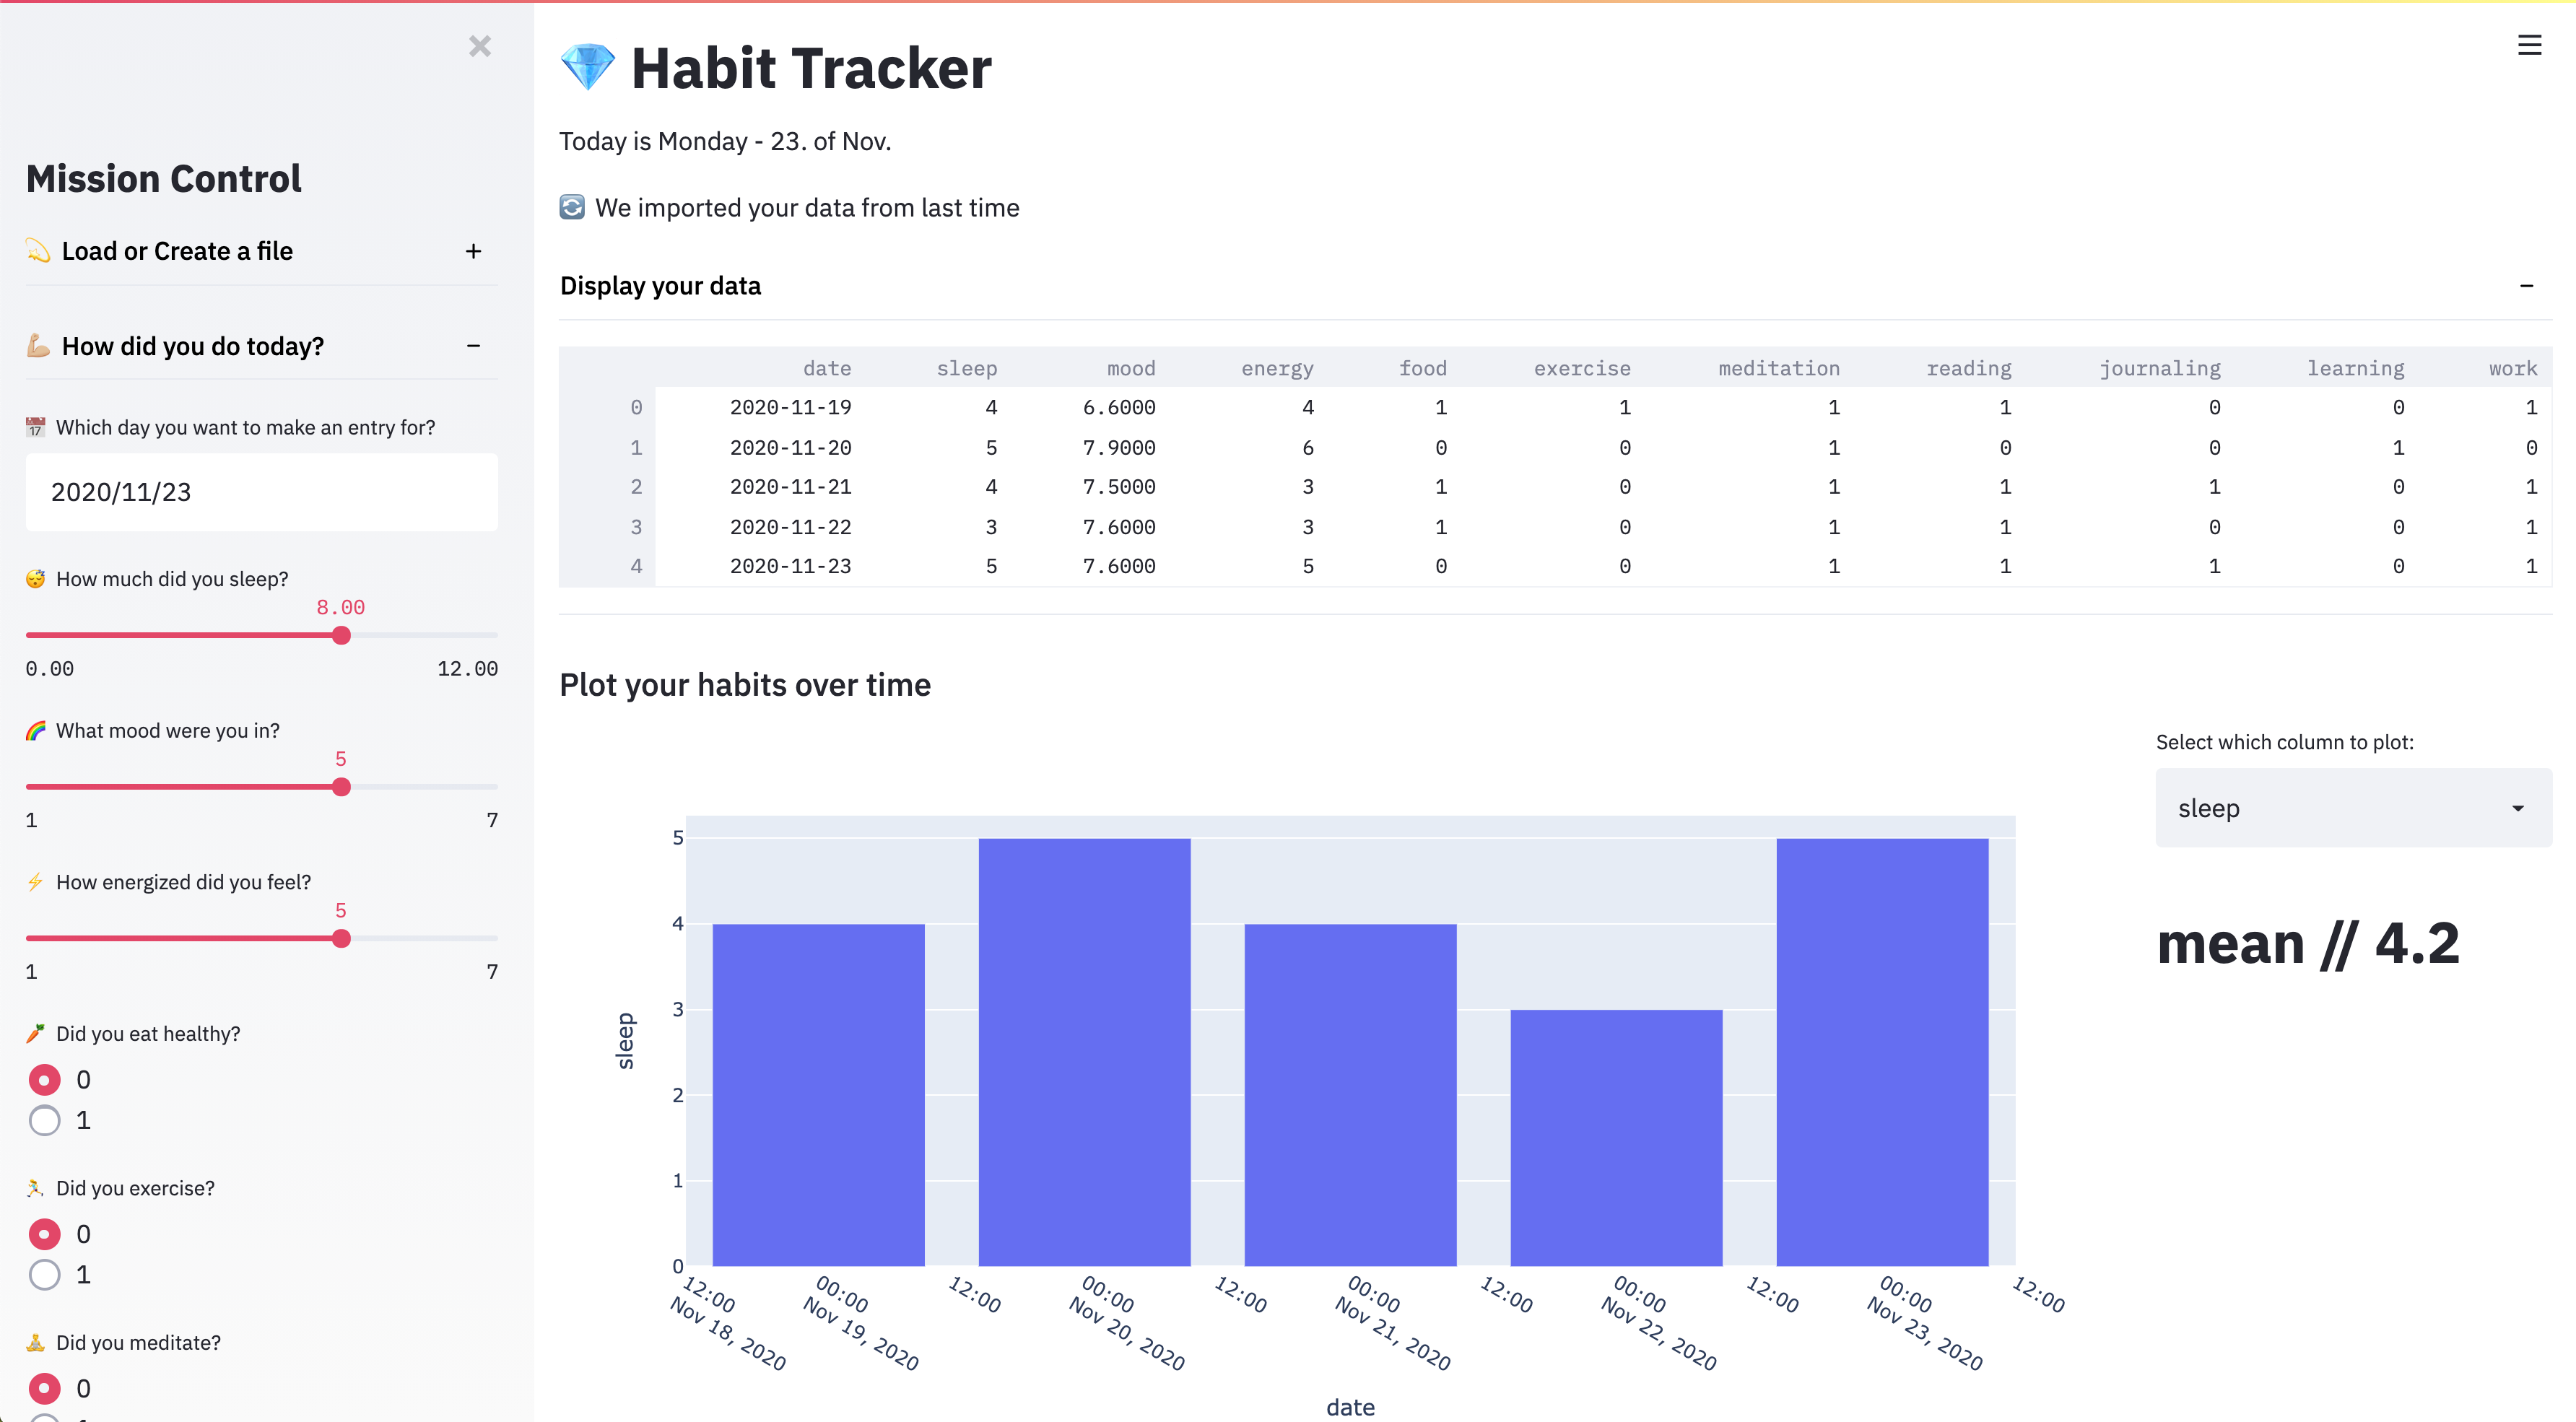 Mission Control
Load or Create a file
How did you do today?
Which day you want to make an entry for?
2020/11/23
How much did you sleep?
8.00
0.00 12.00
What mood were you in?
5
1 7
How energized did you feel?
5
1 7
Did you eat healthy?
0
1
Did you exercise?
0
1
Did you meditate?
0
Habit Tracker
Today is Monday - 23. of Nov.
We imported your data from last time
Display your data
date sleep mood energy food exercise meditation reading journaling learning work
0 2020-11-19 4 6.6000 4 1 1 1 1 0 0 1
1 2020-11-20 5 7.9000 6 0 0 1 0 0 1 0
2 2020-11-21 4 7.5000 3 1 0 1 1 1 0 1
3 2020-11-22 3 7.6000 3 1 0 1 1 0 0 1
4 2020-11-23 5 7.6000 5 0 0 1 1 1 0 1
Plot your habits over time
Select which column to plot:
sleep
mean // 4.2
5
4
3
2
1
0
sleep
12:00
Nov 18, 2020
00:00
Nov 19, 2020
12:00
00:00
Nov 20, 2020
12:00
00:00
Nov 21, 2020
12:00
00:00
Nov 22, 2020
12:00
00:00
Nov 23, 2020
12:00
date